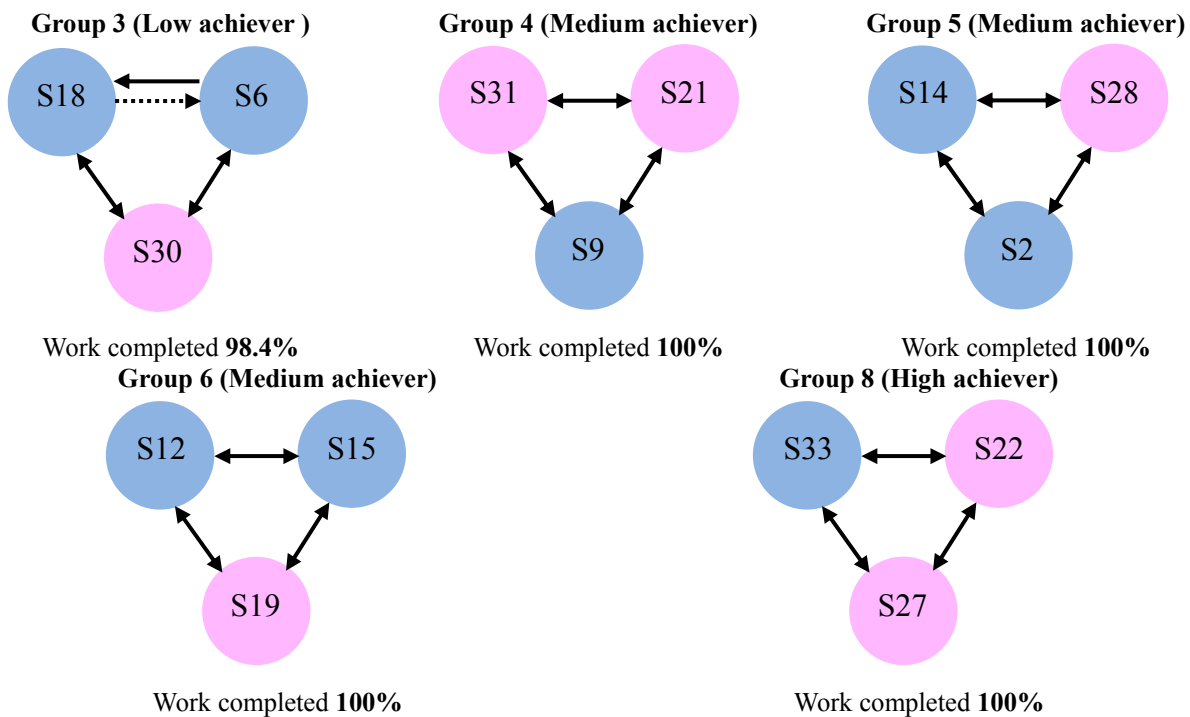 Group 3 (Low achiever )
S18
S6
S30
Work completed 98.4%
Group 4 (Medium achiever)
S31
S21
S9
Work completed 100%
Group 5 (Medium achiever)
S14
S28
S2
Work completed 100%
Group 6 (Medium achiever)
S12
S15
S19
Work completed 100%
Group 8 (High achiever)
S33
S22
S27
Work completed 100%